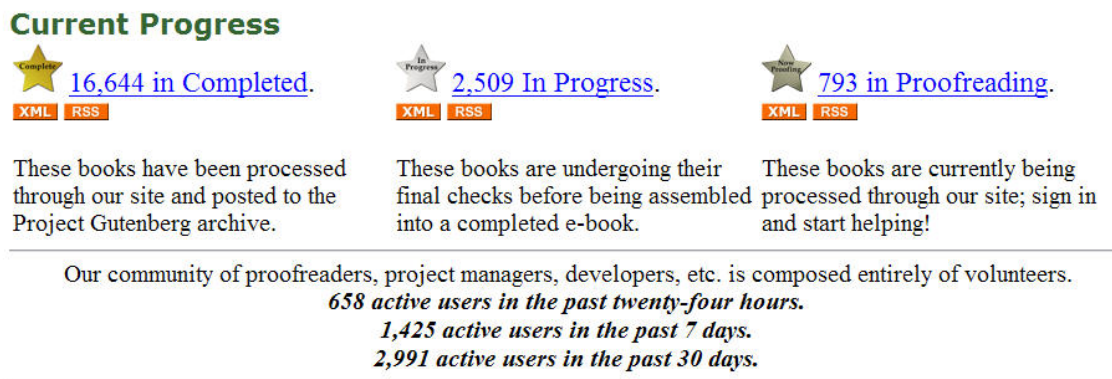 Current Progress
Complete
16,644 in Completed.
XML RSS
These books have been processed
through our site and posted to the
Project Gutenberg archive.
In
Progress
2,509 In Progress.
XML RSS
These books are undergoing their
final checks before being assembled
into a completed e-book.
Now
Proofing
793 in Proofreading.
XML RSS
These books are currently being
processed through our site; sign in
and start helping!
Our community of proofreaders, project managers, developers, etc. is composed entirely of volunteers.
658 active users in the past twenty-four hours.
1,425 active users in the past 7 days.
2,991 active users in the past 30 days.